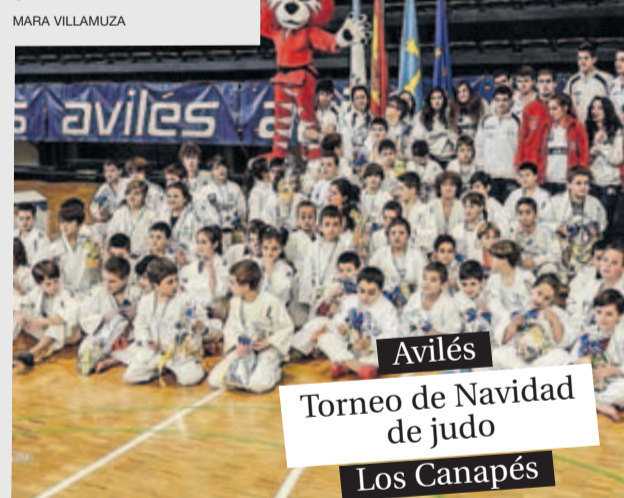 MARA VILLAMUZA
avilés
Avilés
Torneo de Navidad
de judo
Los Canapés